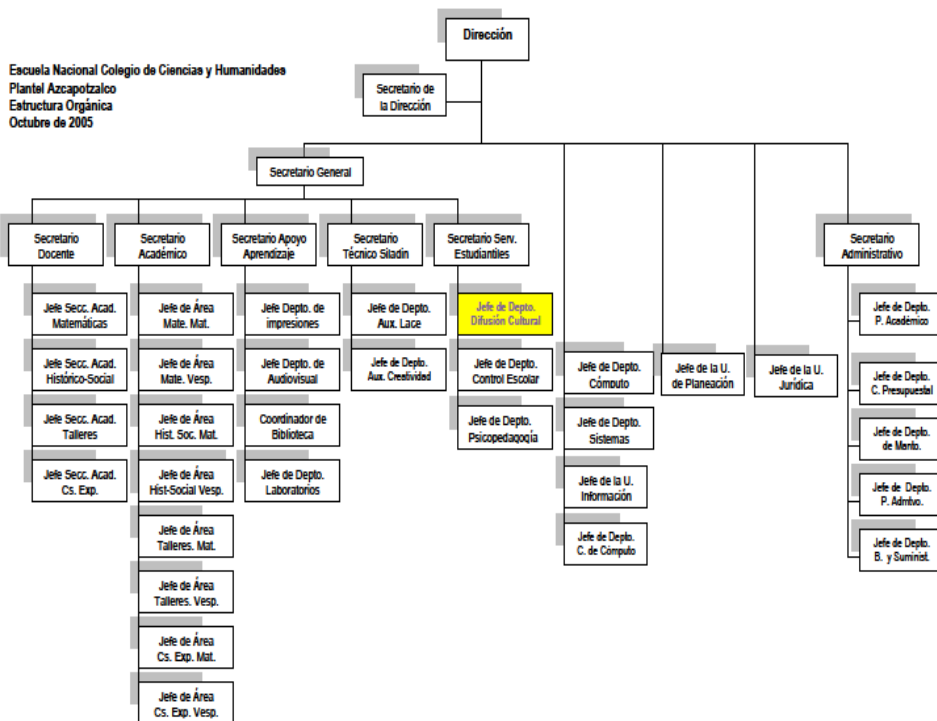 Dirección
Escuela Nacional Colegio de Ciencias y Humanidades
Plantel Azcapotzalco
Estructura Orgánica
Octubre de 2005
Secretario de
la Dirección
Secretario General
Secretario
Docente
Secretario
Académico
Secretario Apoyo
Aprendizaje
Secretario
Técnico Siladin
Secretario Serv.
Estudiantiles
Secretario
Administrativo
Jefe Secc. Acad.
Matemáticas
Jefe Secc. Acad.
Histórico-Social
Jefe Secc. Acad.
Talleres
Jefe Secc. Acad.
Cs. Exp.
Jefe de Área
Mate. Mat.
Jefe de Área
Mate. Vesp.
Jefe de Área
Hist. Soc. Mat.
Jefe de Área
Hist-Social Vesp.
Jefe de Área
Talleres. Mat.
Jefe de Área
Talleres. Vesp.
Jefe de Área
Cs. Exp. Mat.
Jefe de Área
Cs. Exp. Vesp.
Jefe Depto. de
impresiones
Jefe Depto. de
Audiovisual
Coordinador de
Biblioteca
Jefe de Depto.
Laboratorios
Jefe de Depto.
Aux. Lace
Jefe de Depto.
Aux. Creatividad
Jefe de Depto.
Difusión Cultural
Jefe de Depto.
Control Escolar
Jefe de Depto.
Psicopedagogía
Jefe de Depto.
Cómputo
Jefe de Depto.
Sistemas
Jefe de la U.
Información
Jefe de Depto.
C. de Cómputo
Jefe de la U.
de Planeación
Jefe de la U.
Jurídica
Jefe de Depto.
P. Académico
Jefe de Depto.
C. Presupuestal
Jefe de Depto.
de Manto.
Jefe de Depto.
P. Admtvo.
Jefe de Depto.
B. y Suminist.